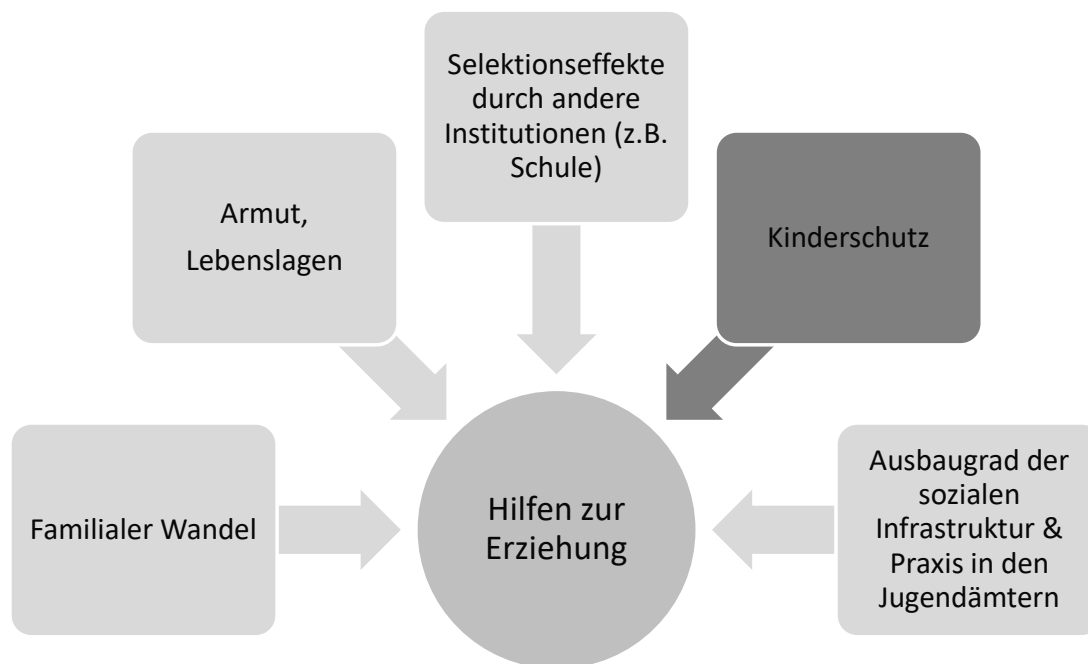 Selektionseffekte
durch andere
Institutionen (z.B.
Schule)
Armut,
Lebenslagen
Kinderschutz
Familialer Wandel
Hilfen zur
Erziehung
Ausbaugrad der
sozialen
Infrastruktur &
Praxis in den
Jugendämtern